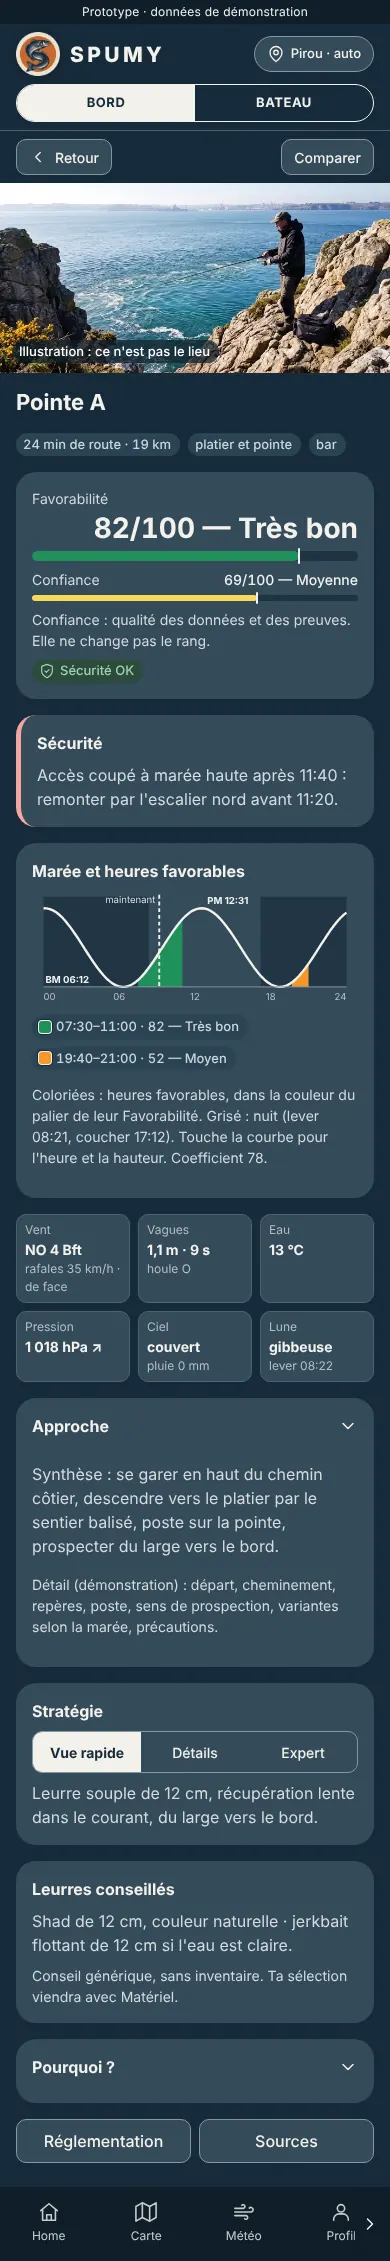 Prototype · données de démonstration
SPUMY
Pirou · auto
BORD
BATEAU
Retour
Comparer
Illustration : ce n'est pas le lieu
Pointe A
24 min de route · 19 km
platier et pointe
bar
Favorabilité
82/100 — Très bon
Confiance
69/100 — Moyenne
Confiance : qualité des données et des preuves.
Elle ne change pas le rang.
Sécurité OK
Sécurité
Accès coupé à marée haute après 11:40 :
remonter par l'escalier nord avant 11:20.
Marée et heures favorables
maintenant
PM 12:31
BM 06:12
00
06
12
18
24
07:30–11:00 · 82 — Très bon
19:40–21:00 · 52 — Moyen
Coloriées : heures favorables, dans la couleur du
palier de leur Favorabilité. Grisé : nuit (lever
08:21, coucher 17:12). Touche la courbe pour
l'heure et la hauteur. Coefficient 78.
Vent
NO 4 Bft
rafales 35 km/h ·
de face
Vagues
1,1 m · 9 s
houle O
Eau
13 °C
Pression
1 018 hPa ↗
Ciel
couvert
pluie 0 mm
Lune
gibbeuse
lever 08:22
Approche
Synthèse : se garer en haut du chemin
côtier, descendre vers le platier par le
sentier balisé, poste sur la pointe,
prospecter du large vers le bord.
Détail (démonstration) : départ, cheminement,
repères, poste, sens de prospection, variantes
selon la marée, précautions.
Stratégie
Vue rapide
Détails
Expert
Leurre souple de 12 cm, récupération lente
dans le courant, du large vers le bord.
Leurres conseillés
Shad de 12 cm, couleur naturelle · jerkbait
flottant de 12 cm si l'eau est claire.
Conseil générique, sans inventaire. Ta sélection
viendra avec Matériel.
Pourquoi ?
Réglementation
Sources
Home
Carte
Météo
Profil